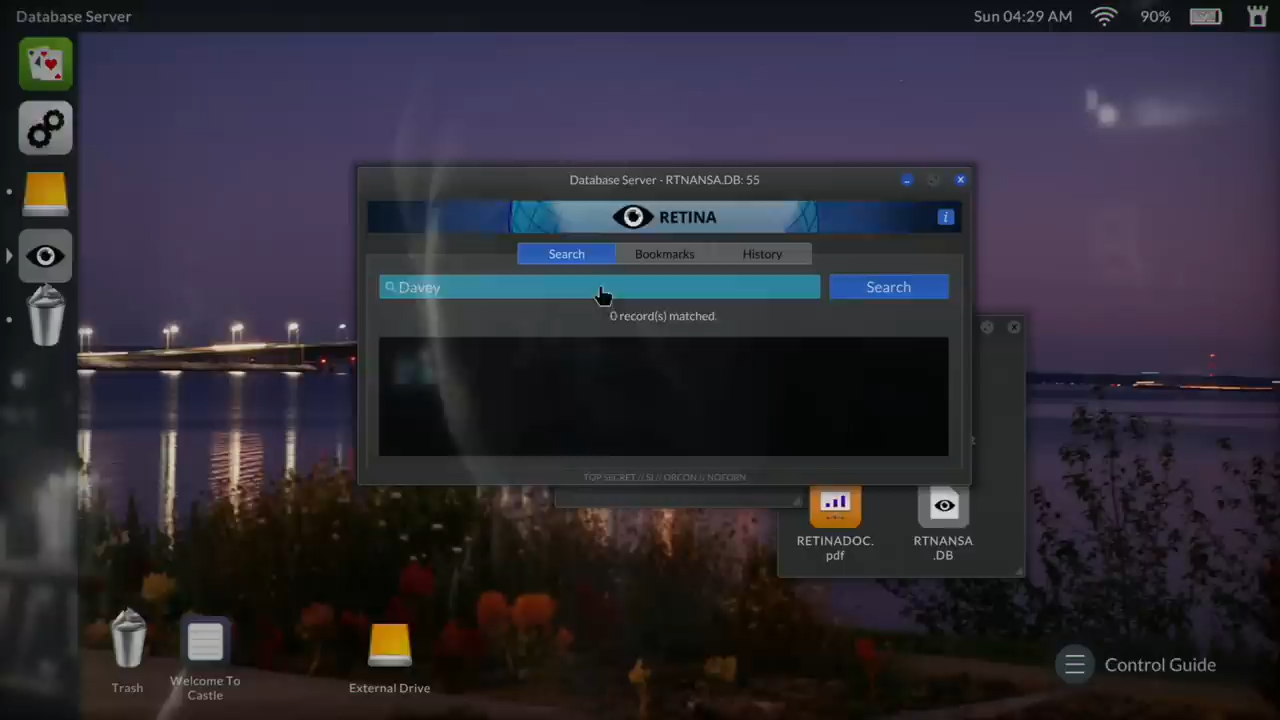 Database Server
Sun 04:29 AM
90%
Database Server - RTNANSA.DB: 55
RETINA
Search
Bookmarks
History
Davey
Search
0 record(s) matched.
TOP SECRET // SI // ORCON // NOFORN
RETINADOC.
pdf
RTNANSA
.DB
Trash
Welcome To
Castle
External Drive
Control Guide